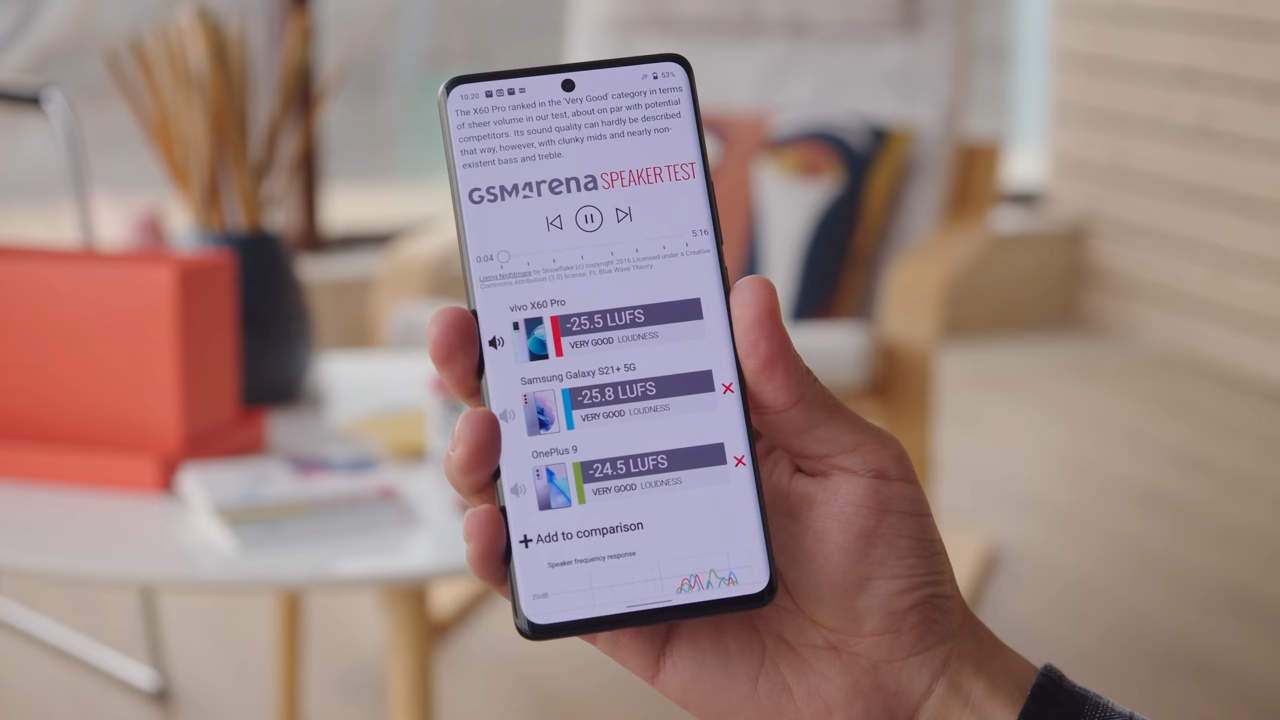 10:20 53%
The X60 Pro ranked in the 'Very Good' category in terms
of sheer volume in our test, about on par with potential
competitors. Its sound quality can hardly be described
that way, however, with clunky mids and nearly non-
existent bass and treble.
GSMArena SPEAKER TEST
0:04 5:16
Living Nightmare by Snowflake (c) copyright 2016 Licensed under a Creative
Commons Attribution (3.0) license. Ft: Blue Wave Theory
vivo X60 Pro
-25.5 LUFS
VERY GOOD LOUDNESS
Samsung Galaxy S21+ 5G
-25.8 LUFS
VERY GOOD LOUDNESS
OnePlus 9
-24.5 LUFS
VERY GOOD LOUDNESS
Add to comparison
Speaker frequency response
20dB